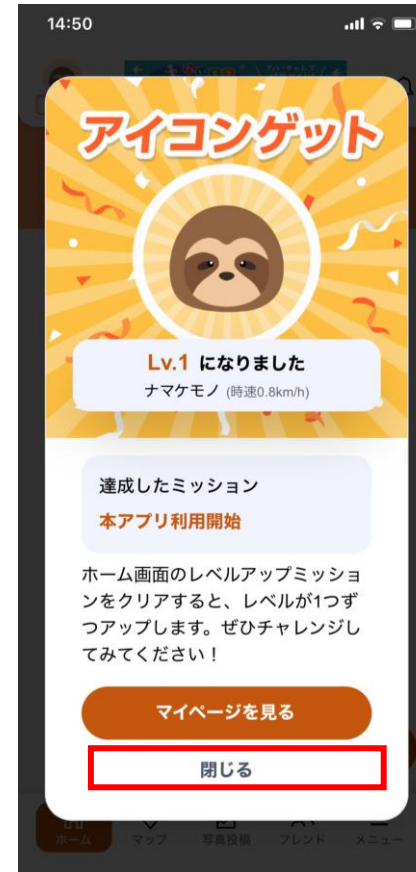 14:50
アイコンゲット
Lv.1 になりました
ナマケモノ (時速0.8km/h)
達成したミッション
本アプリ利用開始
ホーム画面のレベルアップミッショ
ンをクリアすると、レベルが1つず
つアップします。ぜひチャレンジし
てみてください！
マイページを見る
閉じる
ホーム マップ 写真投稿 フレンド メニュー